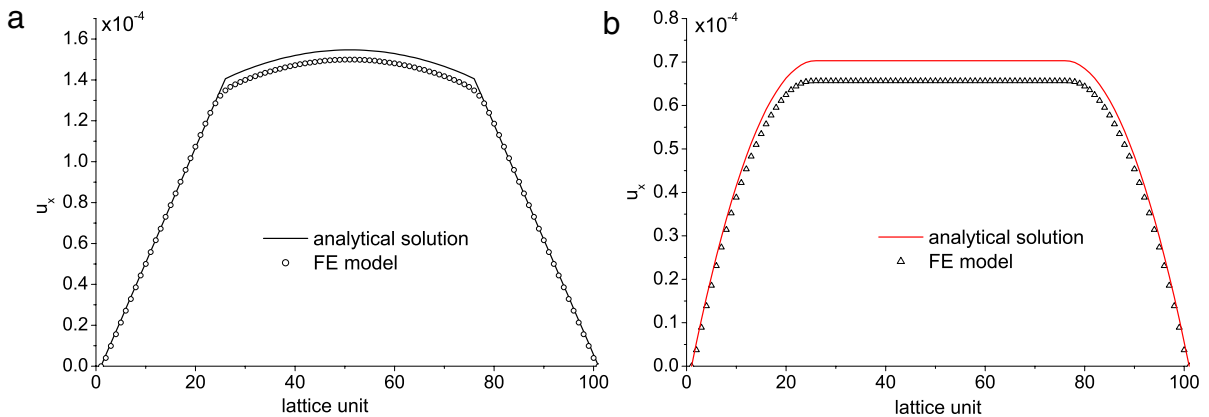 a
x10⁻⁴
1.6
1.4
1.2
1.0
0.8
0.6
0.4
0.2
0.0
uₓ
analytical solution
FE model
0 20 40 60 80 100
lattice unit
b
x10⁻⁴
0.8
0.7
0.6
0.5
0.4
0.3
0.2
0.1
0.0
uₓ
analytical solution
FE model
0 20 40 60 80 100
lattice unit